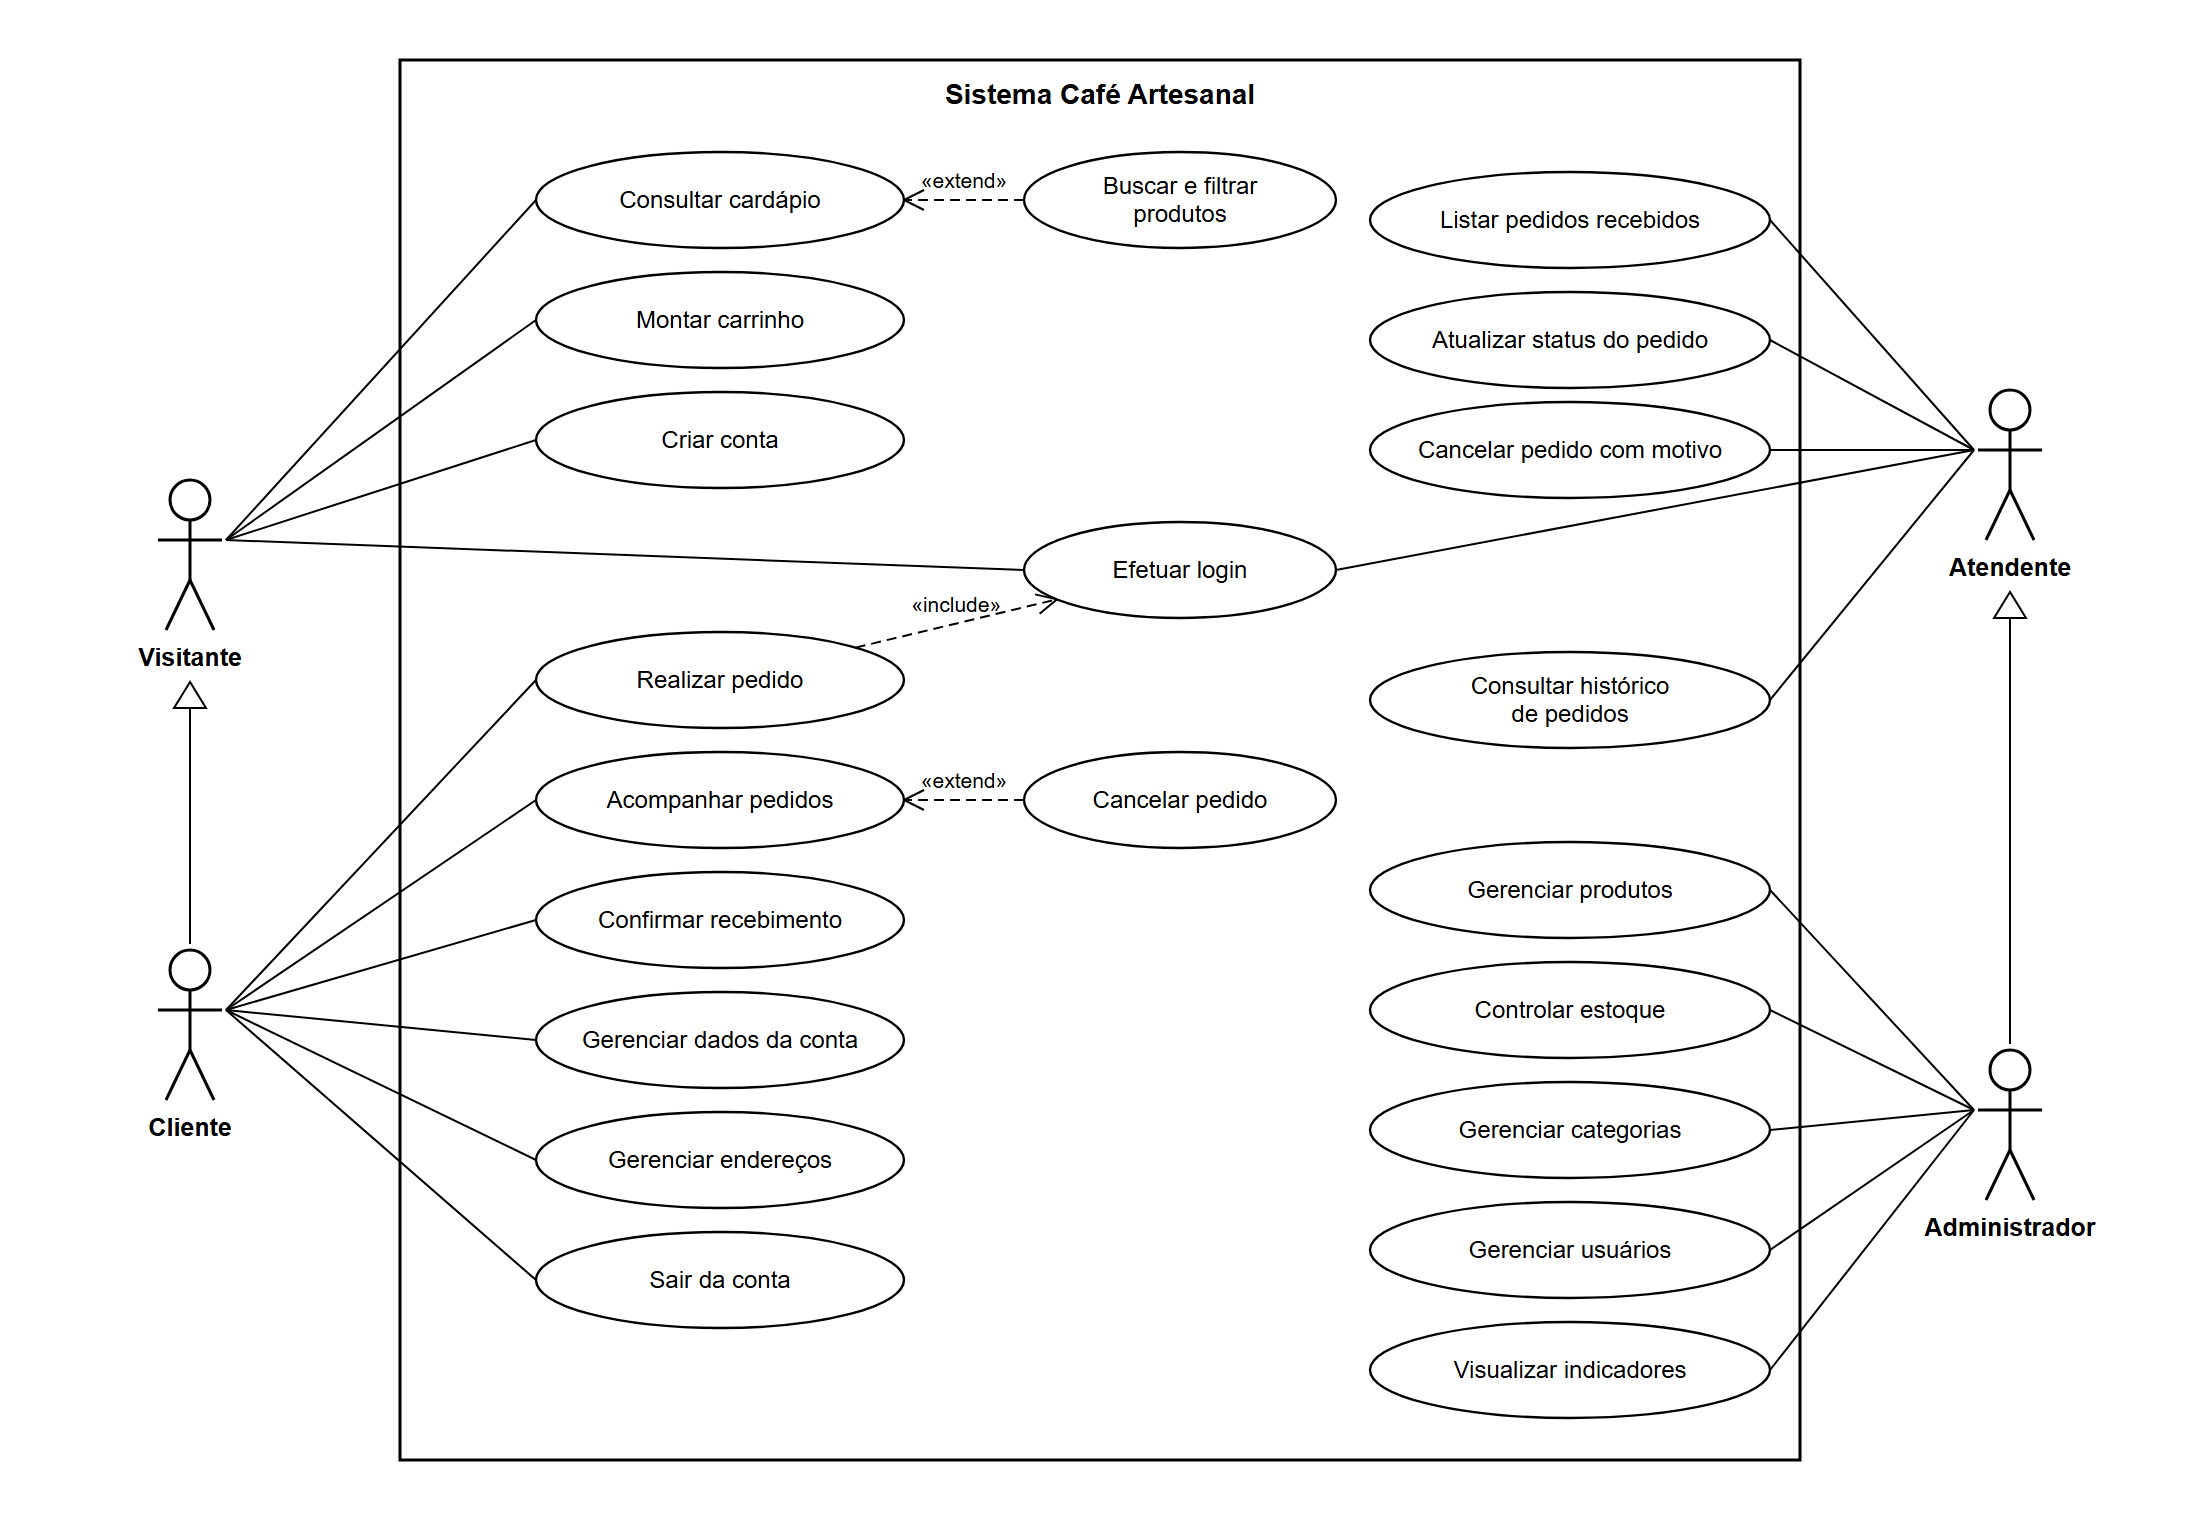 Sistema Café Artesanal
Consultar cardápio
«extend»
Buscar e filtrar
produtos
Listar pedidos recebidos
Montar carrinho
Atualizar status do pedido
Criar conta
Cancelar pedido com motivo
Efetuar login
Atendente
«include»
Visitante
Realizar pedido
Consultar histórico
de pedidos
Acompanhar pedidos
«extend»
Cancelar pedido
Gerenciar produtos
Confirmar recebimento
Controlar estoque
Gerenciar dados da conta
Cliente
Gerenciar categorias
Gerenciar endereços
Administrador
Gerenciar usuários
Sair da conta
Visualizar indicadores